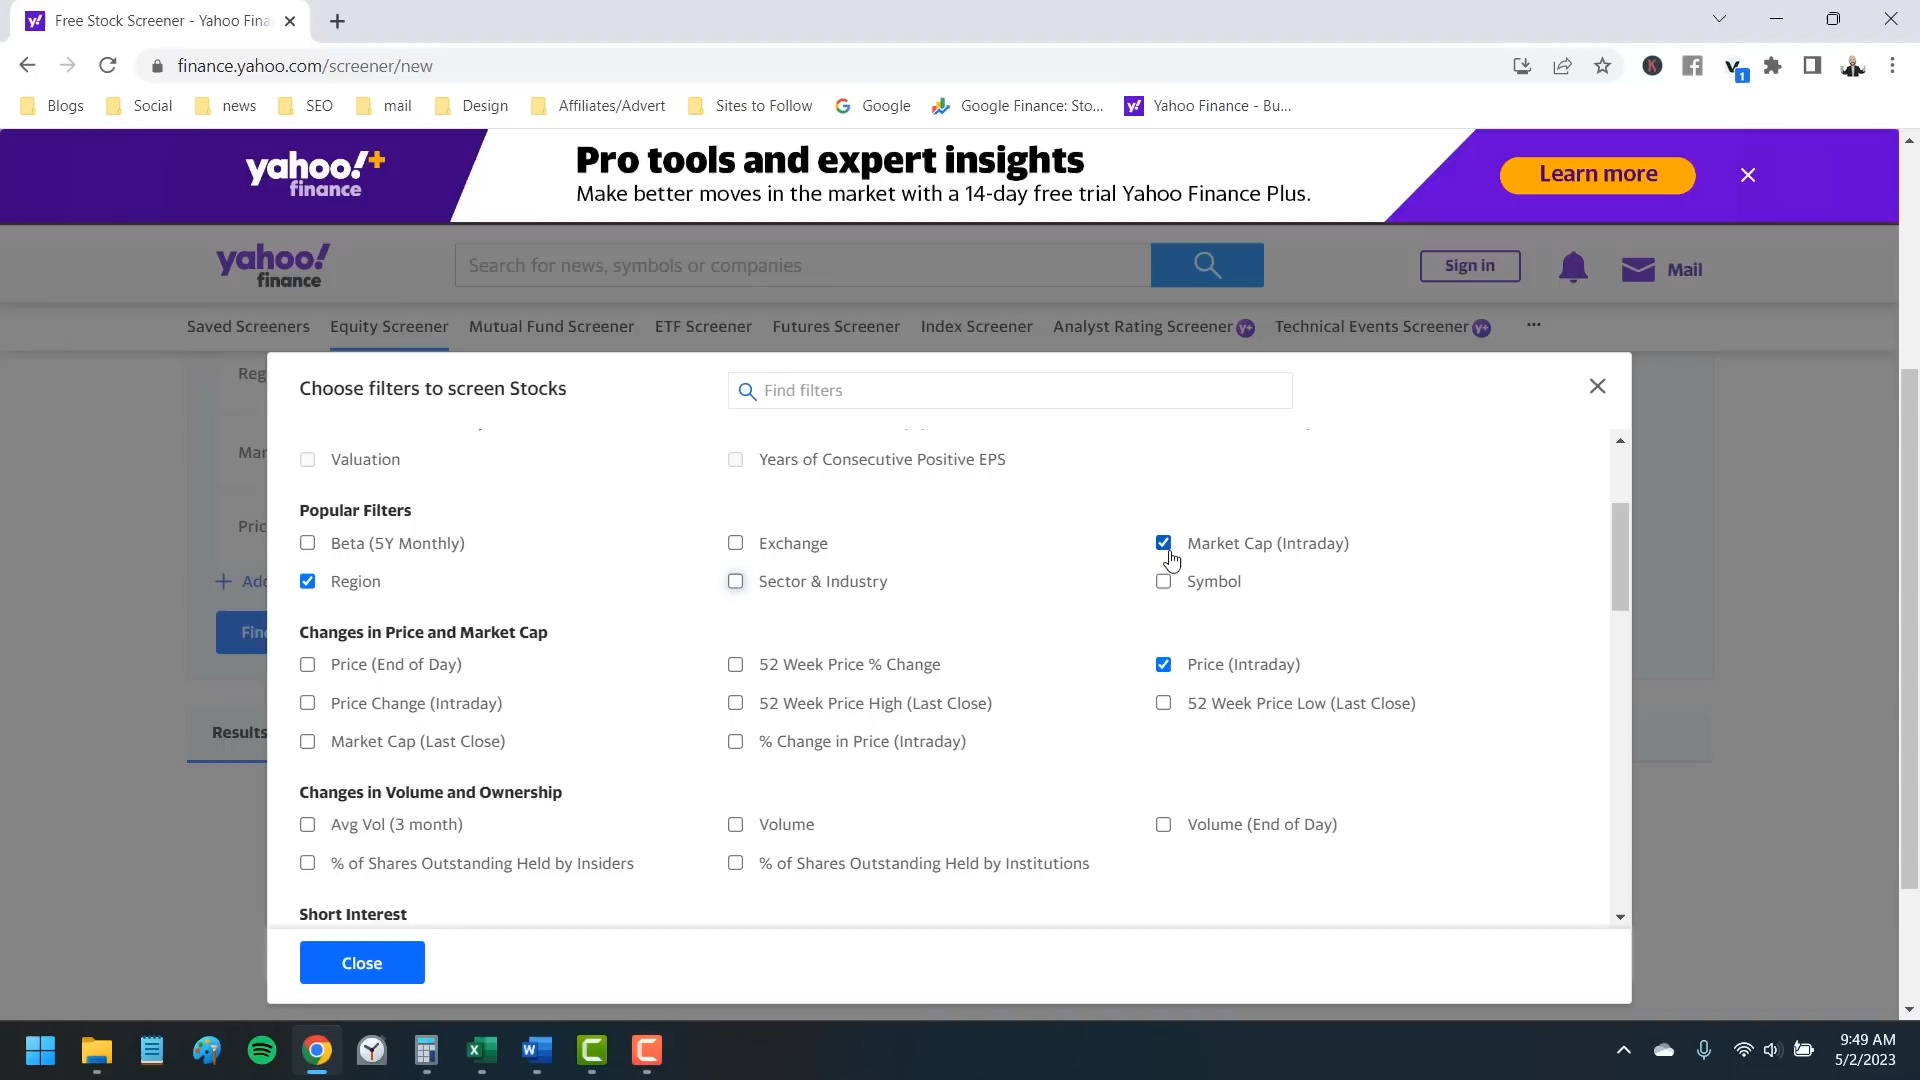 Free Stock Screener - Yahoo Fina
finance.yahoo.com/screener/new
1
Blogs Social news SEO mail Design Affiliates/Advert Sites to Follow Google Google Finance: Sto... Yahoo Finance - Bu...
yahoo!+ finance
Pro tools and expert insights
Make better moves in the market with a 14-day free trial Yahoo Finance Plus.
Learn more
yahoo! finance
Search for news, symbols or companies
Sign in
Mail
Saved Screeners Equity Screener Mutual Fund Screener ETF Screener Futures Screener Index Screener Analyst Rating Screener Y+ Technical Events Screener Y+ ...
Reg
Mar
Pric
+ Add
Fin
Results
Choose filters to screen Stocks
Find filters
Valuation Years of Consecutive Positive EPS
Popular Filters
Beta (5Y Monthly) Exchange Market Cap (Intraday)
Region Sector & Industry Symbol
Changes in Price and Market Cap
Price (End of Day) 52 Week Price % Change Price (Intraday)
Price Change (Intraday) 52 Week Price High (Last Close) 52 Week Price Low (Last Close)
Market Cap (Last Close) % Change in Price (Intraday)
Changes in Volume and Ownership
Avg Vol (3 month) Volume Volume (End of Day)
% of Shares Outstanding Held by Insiders % of Shares Outstanding Held by Institutions
Short Interest
Close
9:49 AM
5/2/2023